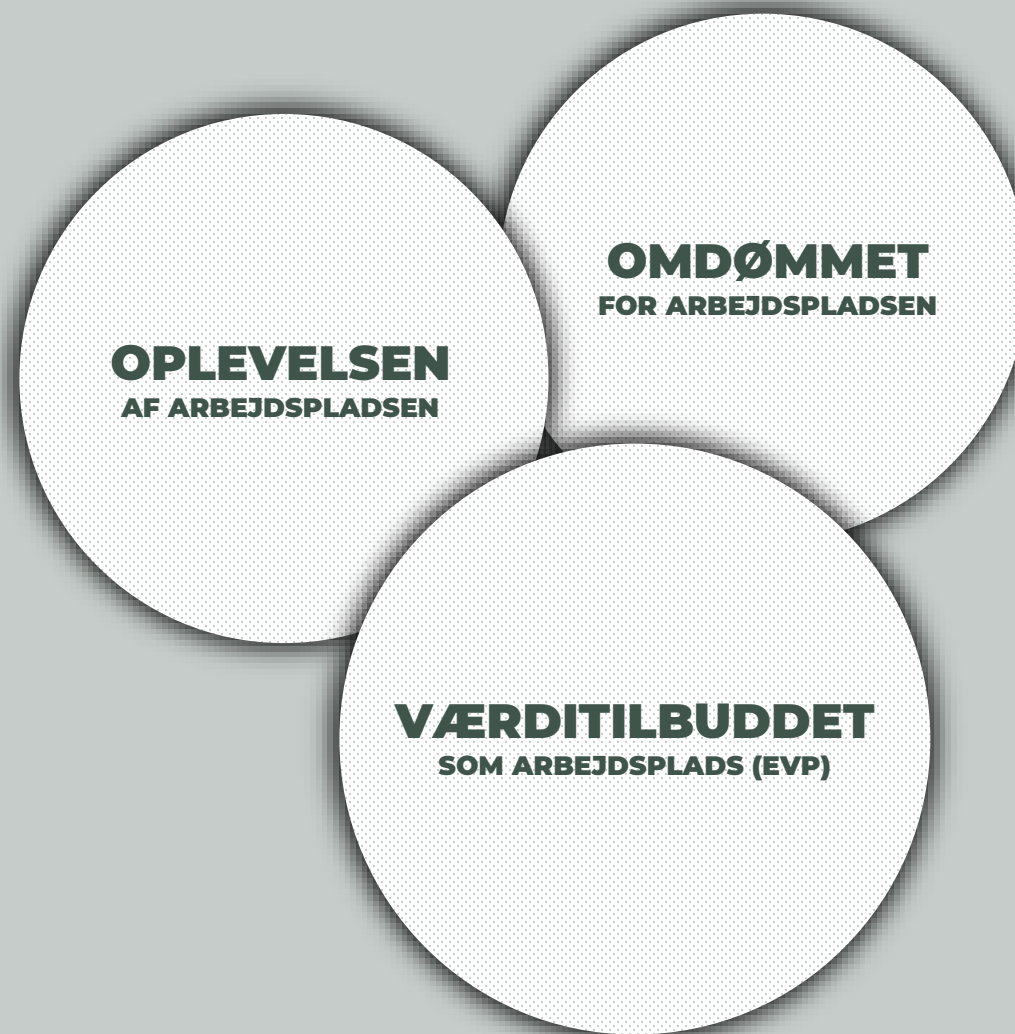 OMDØMMET
FOR ARBEJDSPLADSEN
OPLEVELSEN
AF ARBEJDSPLADSEN
VÆRDITILBUDDET
SOM ARBEJDSPLADS (EVP)